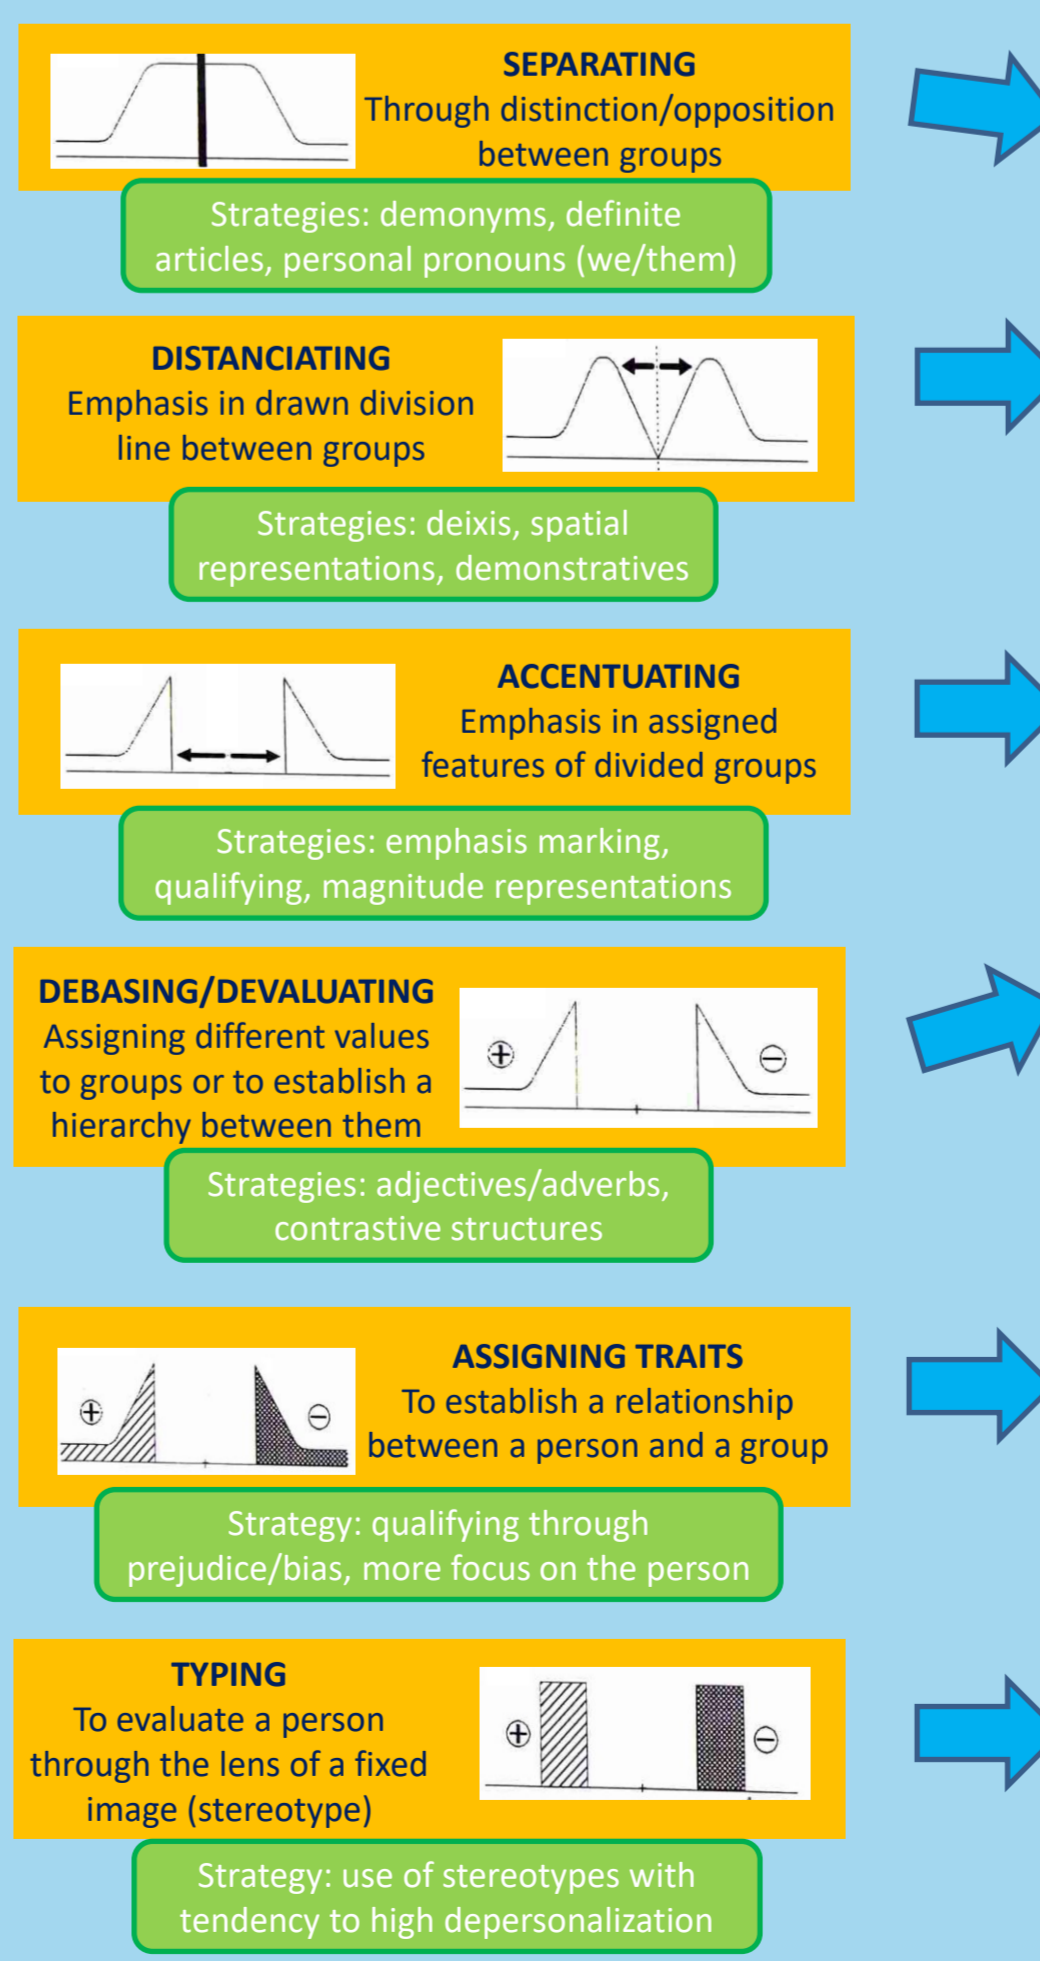 SEPARATING
Through distinction/opposition
between groups
Strategies: demonyms, definite
articles, personal pronouns (we/them)
DISTANCIATING
Emphasis in drawn division
line between groups
Strategies: deixis, spatial
representations, demonstratives
ACCENTUATING
Emphasis in assigned
features of divided groups
Strategies: emphasis marking,
qualifying, magnitude representations
DEBASING/DEVALUATING
Assigning different values
to groups or to establish a
hierarchy between them
+
−
Strategies: adjectives/adverbs,
contrastive structures
+
−
ASSIGNING TRAITS
To establish a relationship
between a person and a group
Strategy: qualifying through
prejudice/bias, more focus on the person
TYPING
To evaluate a person
through the lens of a fixed
image (stereotype)
+
−
Strategy: use of stereotypes with
tendency to high depersonalization